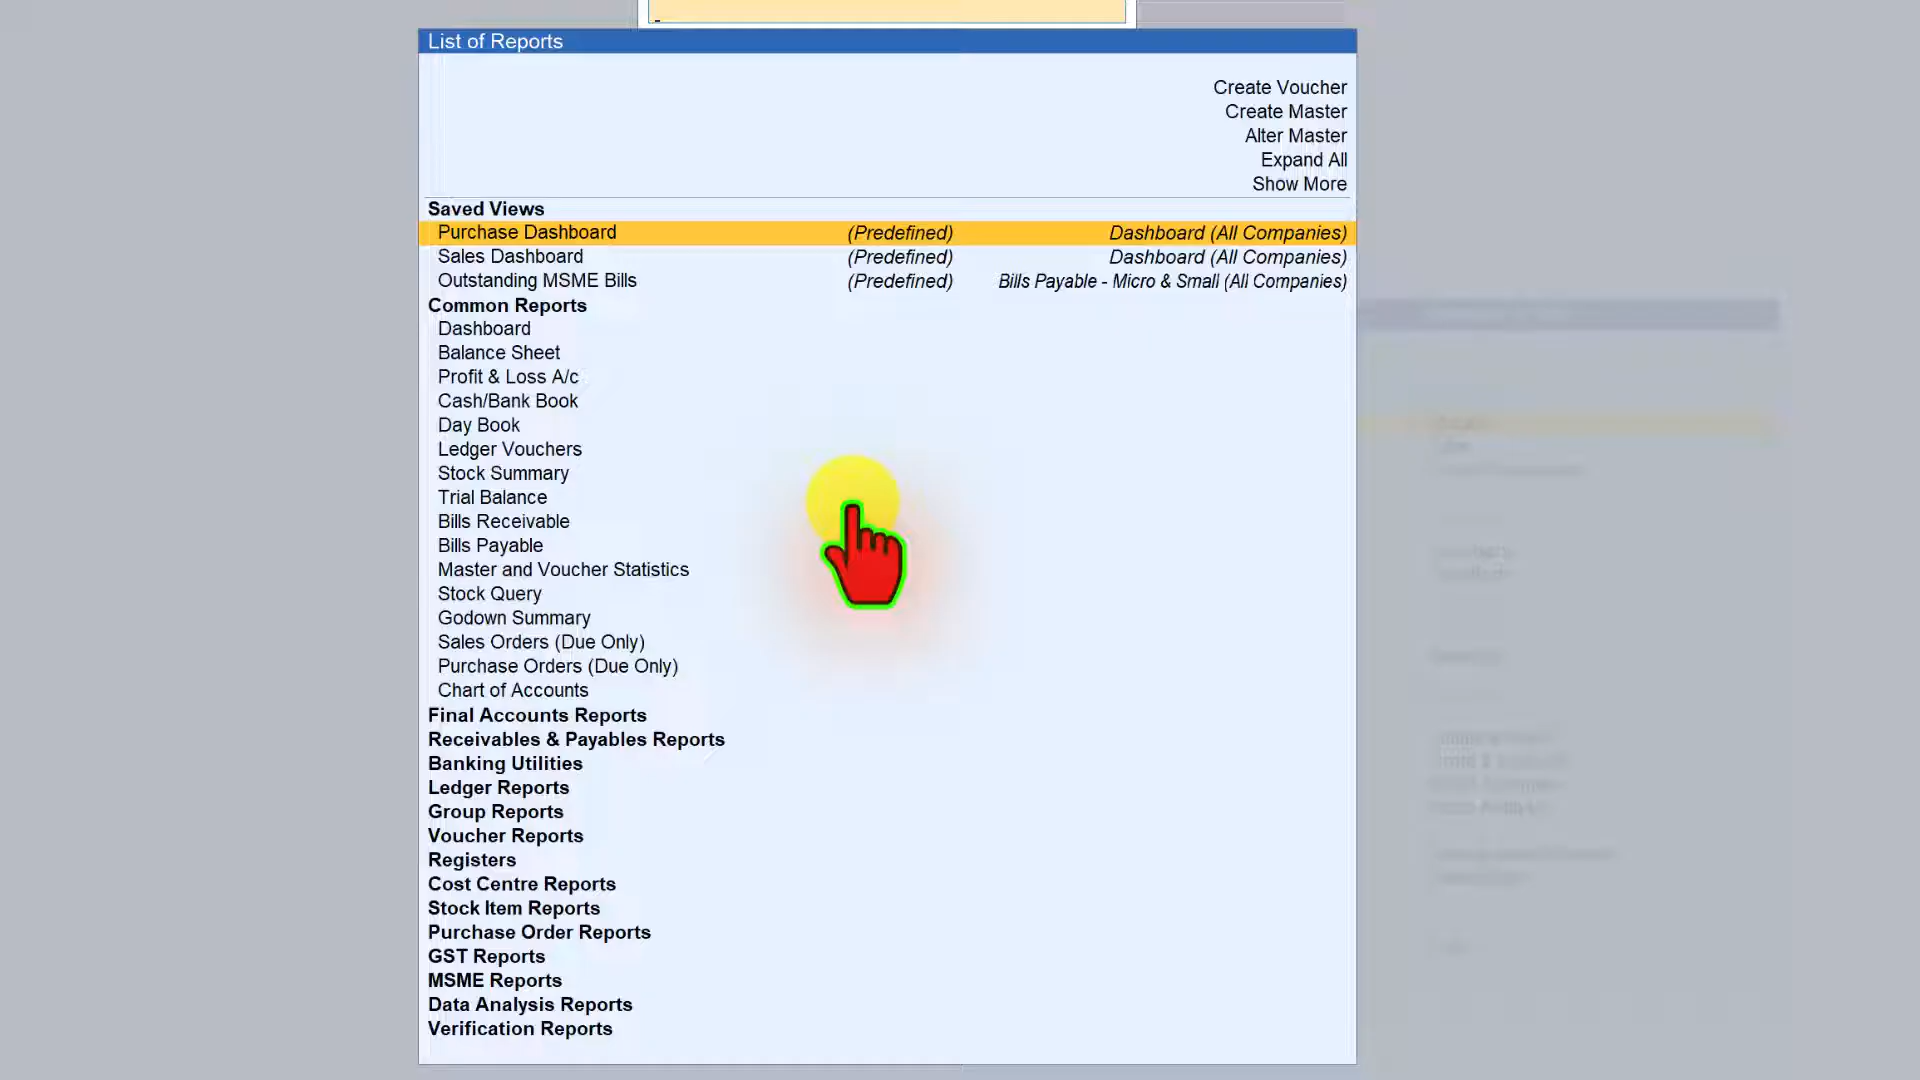 List of Reports
Create Voucher
Create Master
Alter Master
Expand All
Show More
Saved Views
Purchase Dashboard (Predefined) Dashboard (All Companies)
Sales Dashboard (Predefined) Dashboard (All Companies)
Outstanding MSME Bills (Predefined) Bills Payable - Micro & Small (All Companies)
Common Reports
Dashboard
Balance Sheet
Profit & Loss A/c
Cash/Bank Book
Day Book
Ledger Vouchers
Stock Summary
Trial Balance
Bills Receivable
Bills Payable
Master and Voucher Statistics
Stock Query
Godown Summary
Sales Orders (Due Only)
Purchase Orders (Due Only)
Chart of Accounts
Final Accounts Reports
Receivables & Payables Reports
Banking Utilities
Ledger Reports
Group Reports
Voucher Reports
Registers
Cost Centre Reports
Stock Item Reports
Purchase Order Reports
GST Reports
MSME Reports
Data Analysis Reports
Verification Reports